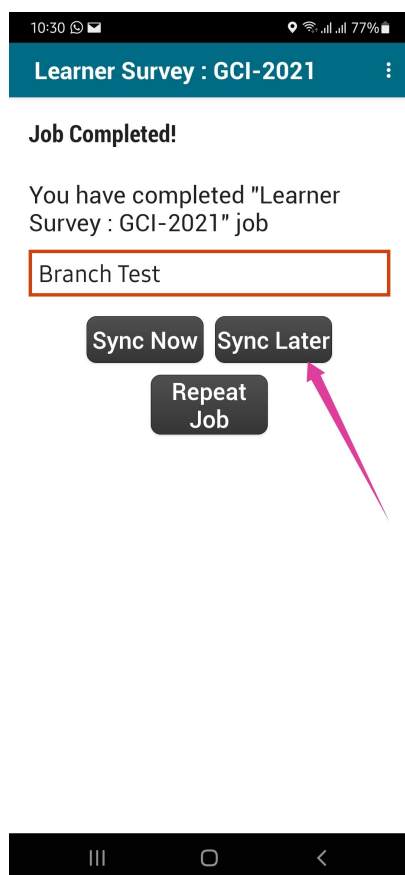 10:30 77%
Learner Survey : GCI-2021
Job Completed!
You have completed "Learner
Survey : GCI-2021" job
Branch Test
Sync Now Sync Later
Repeat
Job